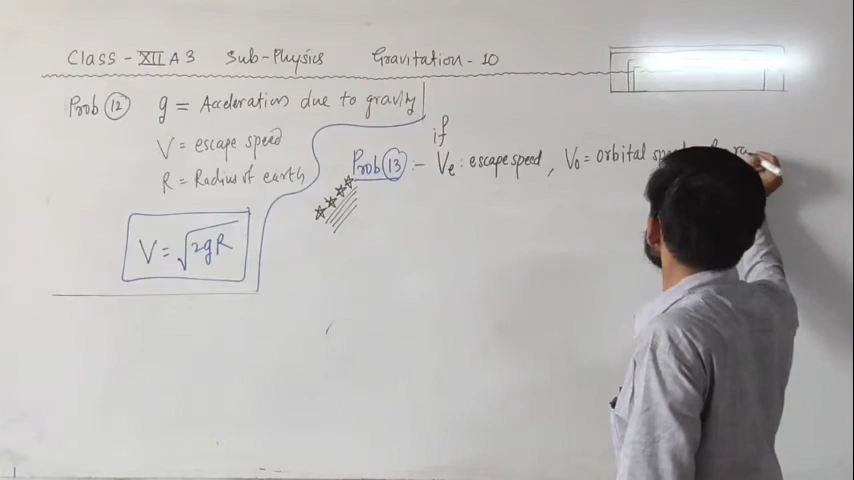 Class - XII A 3 Sub-Physics Gravitation - 10
Prob 12 g = Acceleration due to gravity
V = escape speed
R = Radius of earth
V = √2gR
if
Prob 13 :- Ve : escape speed , Vo = orbital